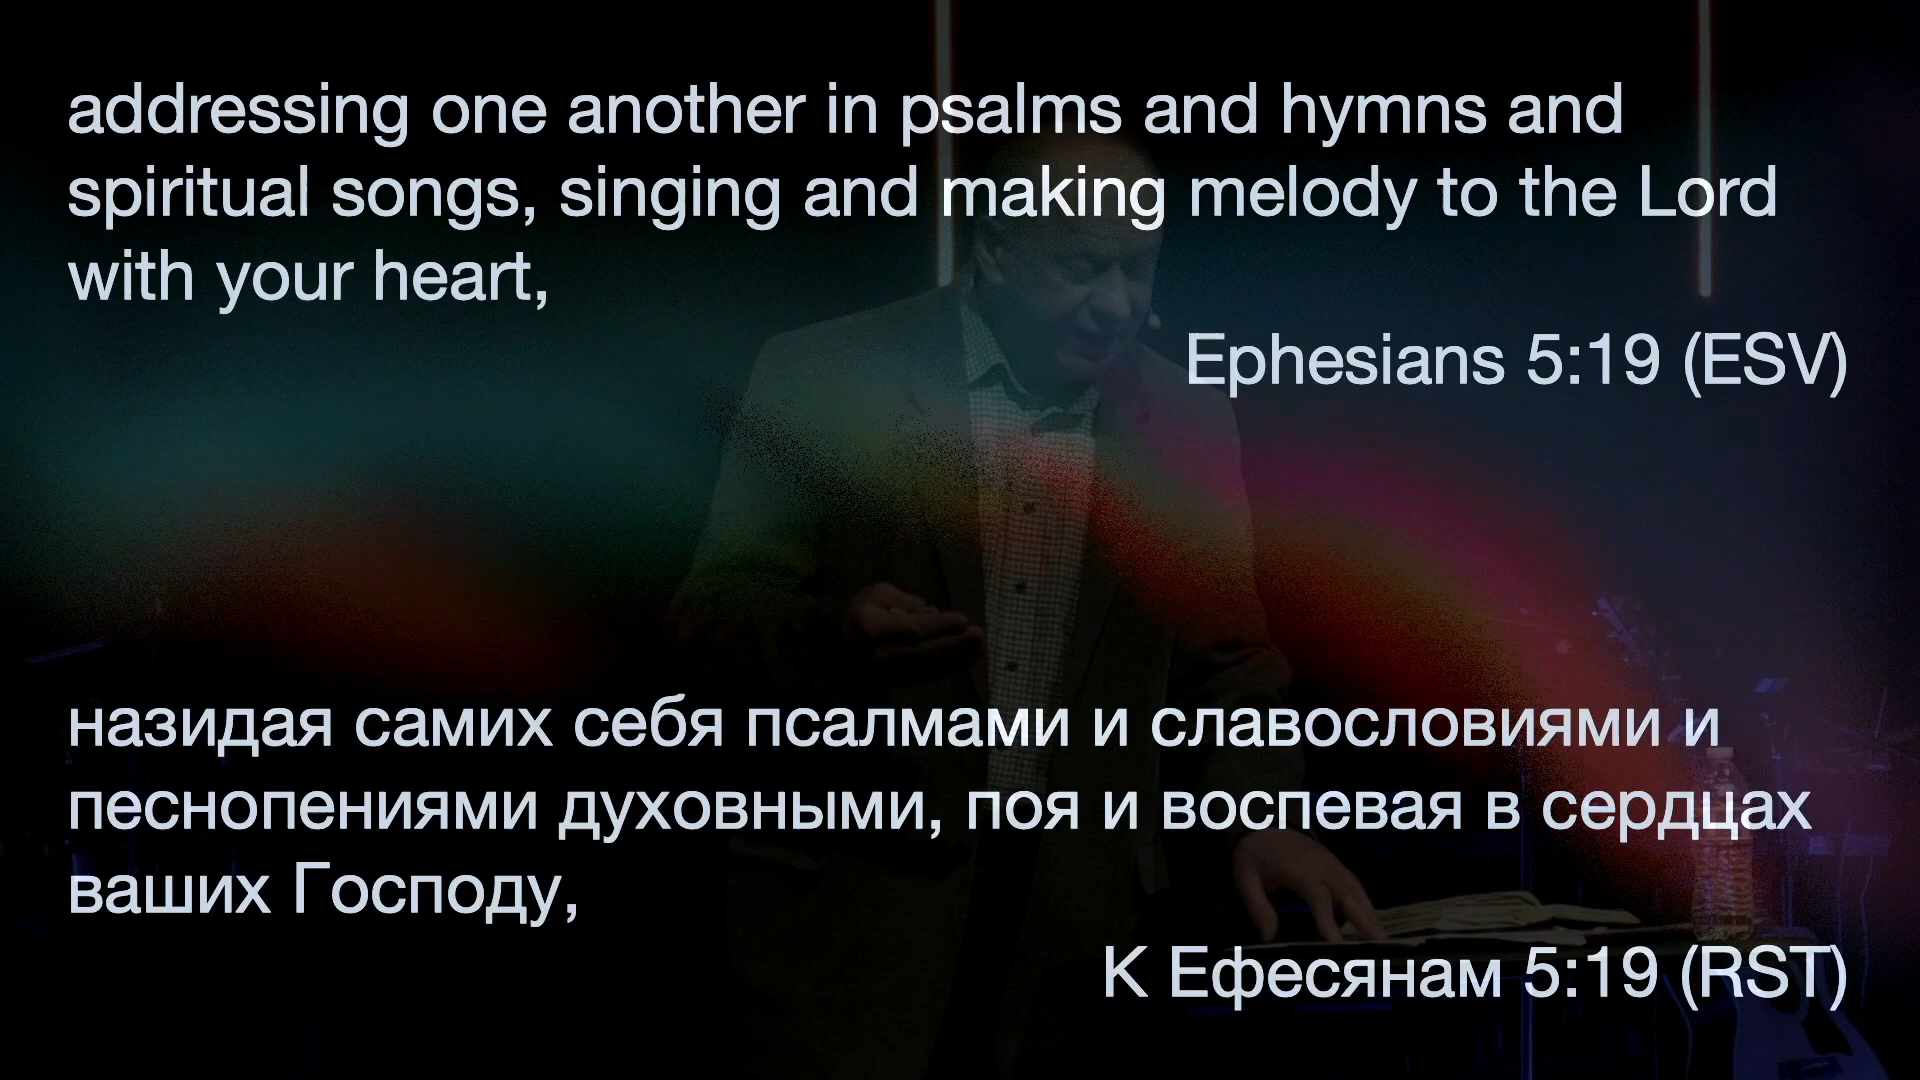 addressing one another in psalms and hymns and
spiritual songs, singing and making melody to the Lord
with your heart,
Ephesians 5:19 (ESV)
назидая самих себя псалмами и славословиями и
песнопениями духовными, поя и воспевая в сердцах
ваших Господу,
К Ефесянам 5:19 (RST)